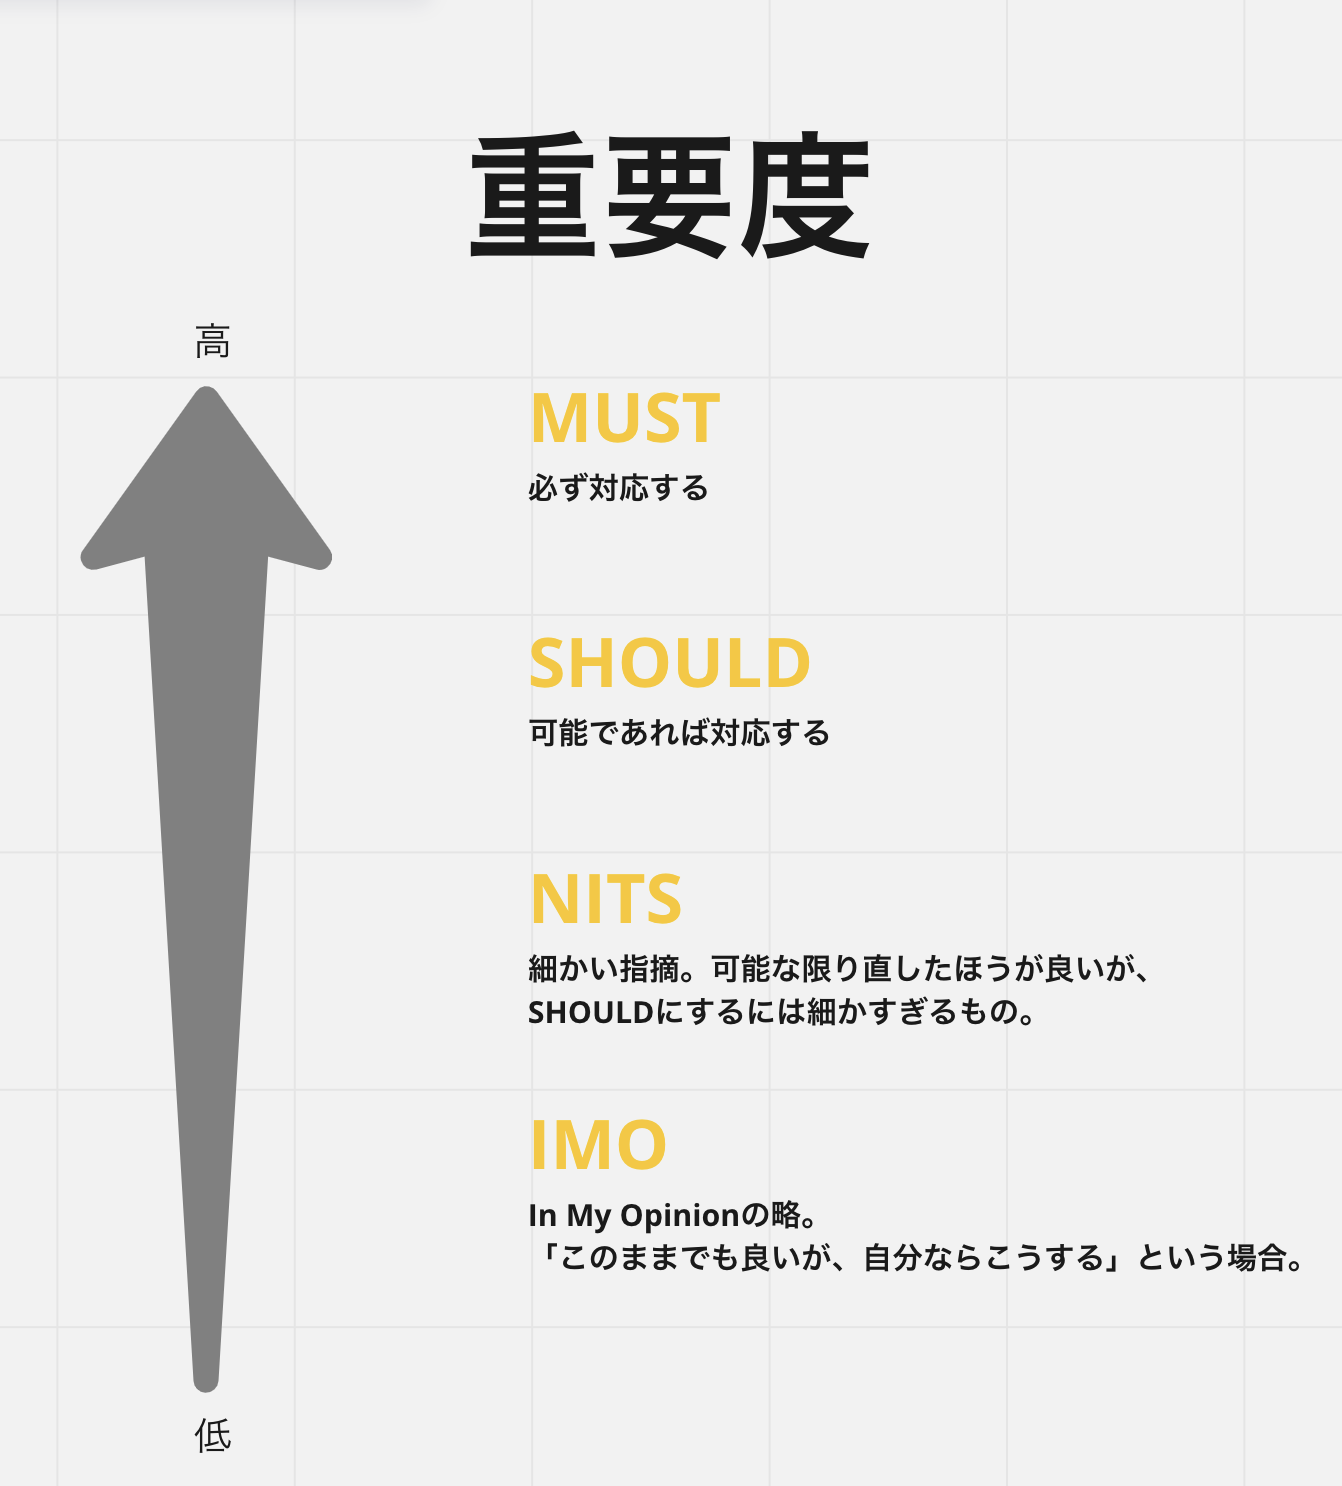 重要度
高
MUST
必ず対応する
SHOULD
可能であれば対応する
NITS
細かい指摘。可能な限り直したほうが良いが、
SHOULDにするには細かすぎるもの。
IMO
In My Opinionの略。
「このままでも良いが、自分ならこうする」という場合。
低